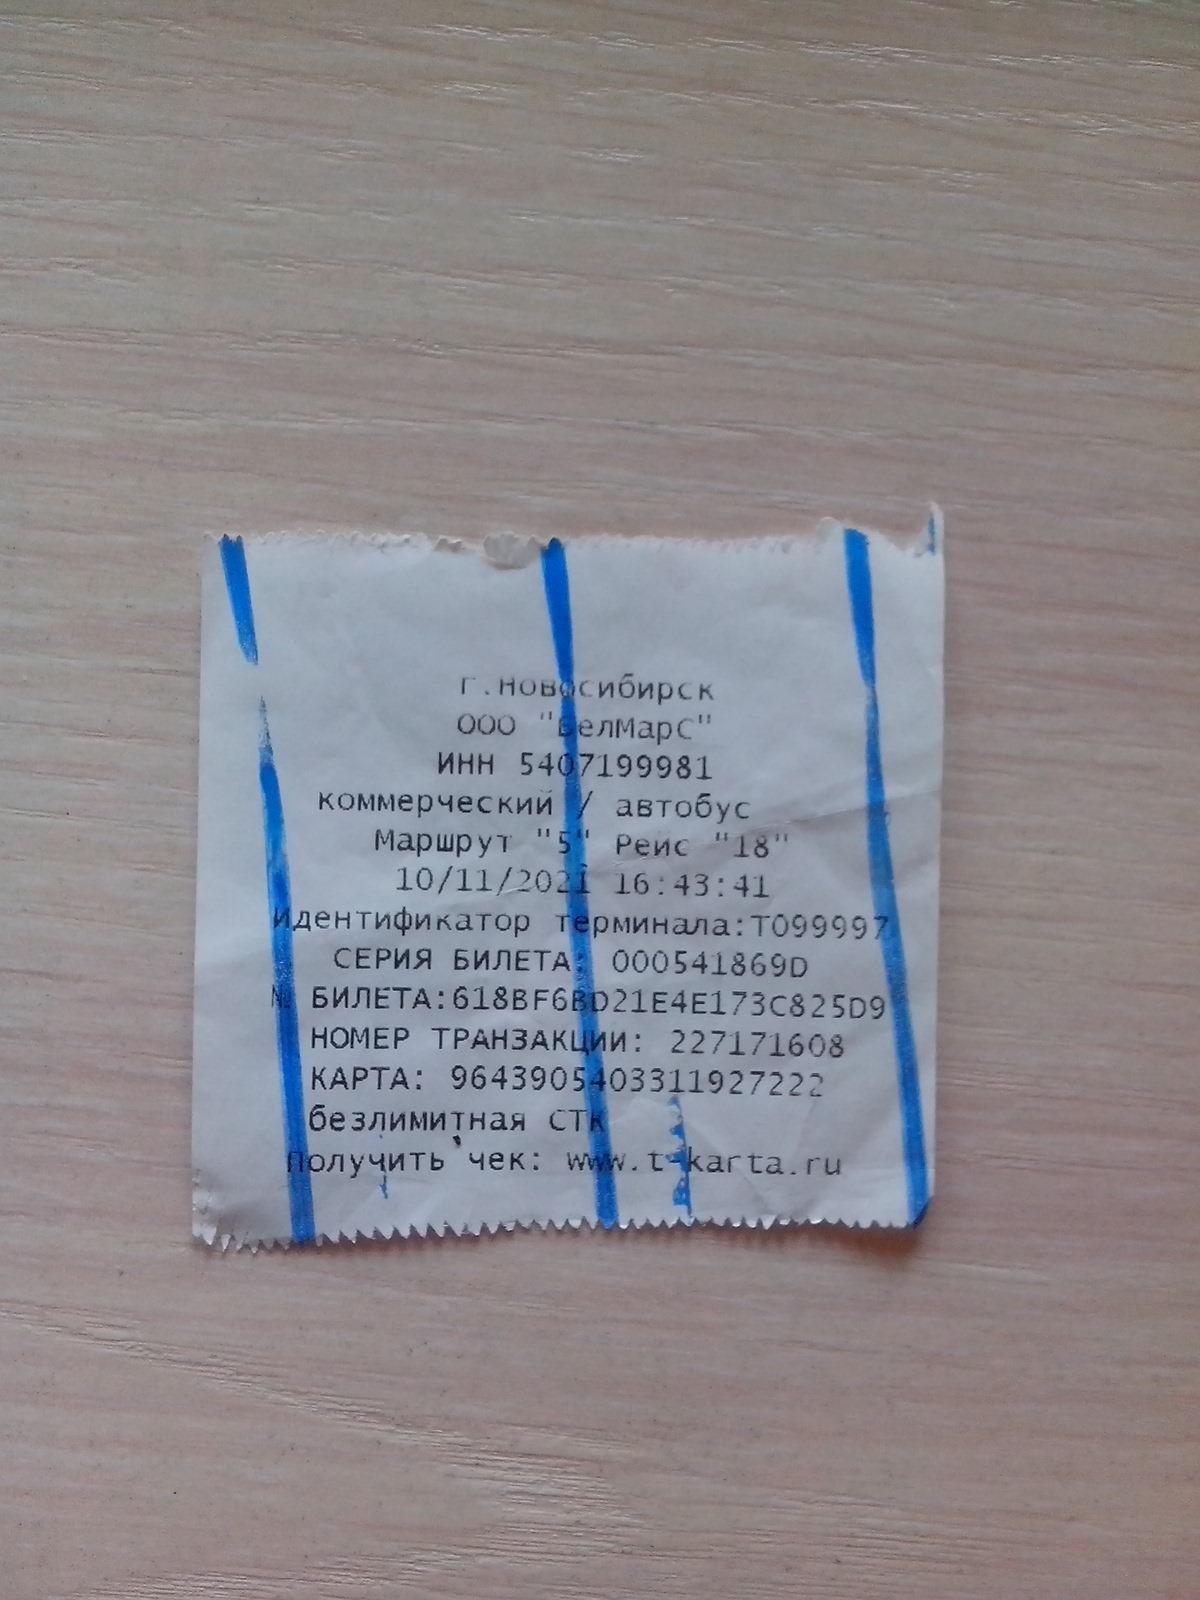 г.Новосибирск
ООО "БелМарС"
ИНН 5407199981
коммерческий / автобус
Маршрут "5" Рейс "18"
10/11/2021 16:43:41
Идентификатор терминала:T099997
СЕРИЯ БИЛЕТА: 000541869D
№ БИЛЕТА:618BF6BD21E4E173C825D9
НОМЕР ТРАНЗАКЦИИ: 227171608
КАРТА: 9643905403311927222
безлимитная СТК
Получить чек: www.t-karta.ru